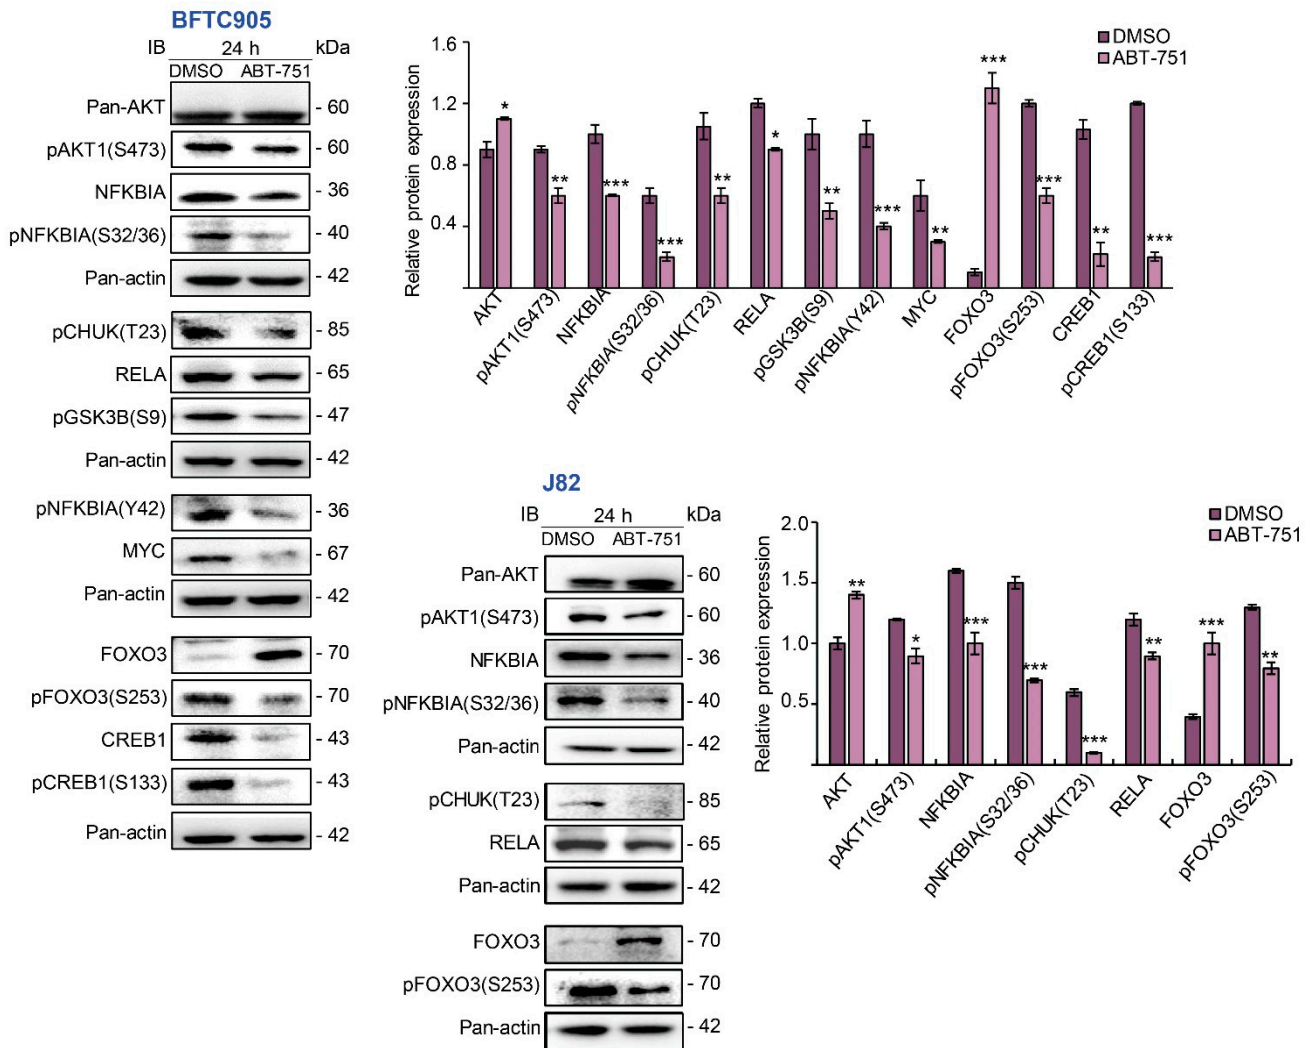 BFTC905
IB 24 h kDa
DMSO ABT-751
Pan-AKT - 60
pAKT1(S473) - 60
NFKBIA - 36
pNFKBIA(S32/36) - 40
Pan-actin - 42
pCHUK(T23) - 85
RELA - 65
pGSK3B(S9) - 47
Pan-actin - 42
pNFKBIA(Y42) - 36
MYC - 67
Pan-actin - 42
FOXO3 - 70
pFOXO3(S253) - 70
CREB1 - 43
pCREB1(S133) - 43
Pan-actin - 42
Relative protein expression
1.6
1.2
0.8
0.4
DMSO
ABT-751
* ** *** *** ** * ** *** ** *** *** ** ***
AKT
pAKT1(S473)
NFKBIA
pNFKBIA(S32/36)
pCHUK(T23)
RELA
pGSK3B(S9)
pNFKBIA(Y42)
MYC
FOXO3
pFOXO3(S253)
CREB1
pCREB1(S133)
J82
IB 24 h kDa
DMSO ABT-751
Pan-AKT - 60
pAKT1(S473) - 60
NFKBIA - 36
pNFKBIA(S32/36) - 40
Pan-actin - 42
pCHUK(T23) - 85
RELA - 65
Pan-actin - 42
FOXO3 - 70
pFOXO3(S253) - 70
Pan-actin - 42
Relative protein expression
2.0
1.5
1.0
0.5
DMSO
ABT-751
** * *** *** *** ** *** **
AKT
pAKT1(S473)
NFKBIA
pNFKBIA(S32/36)
pCHUK(T23)
RELA
FOXO3
pFOXO3(S253)